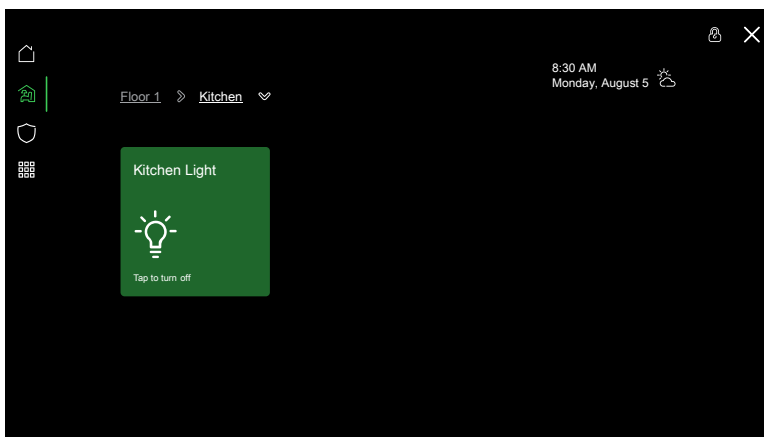 8:30 AM
Monday, August 5
Floor 1 Kitchen
Kitchen Light
Tap to turn off